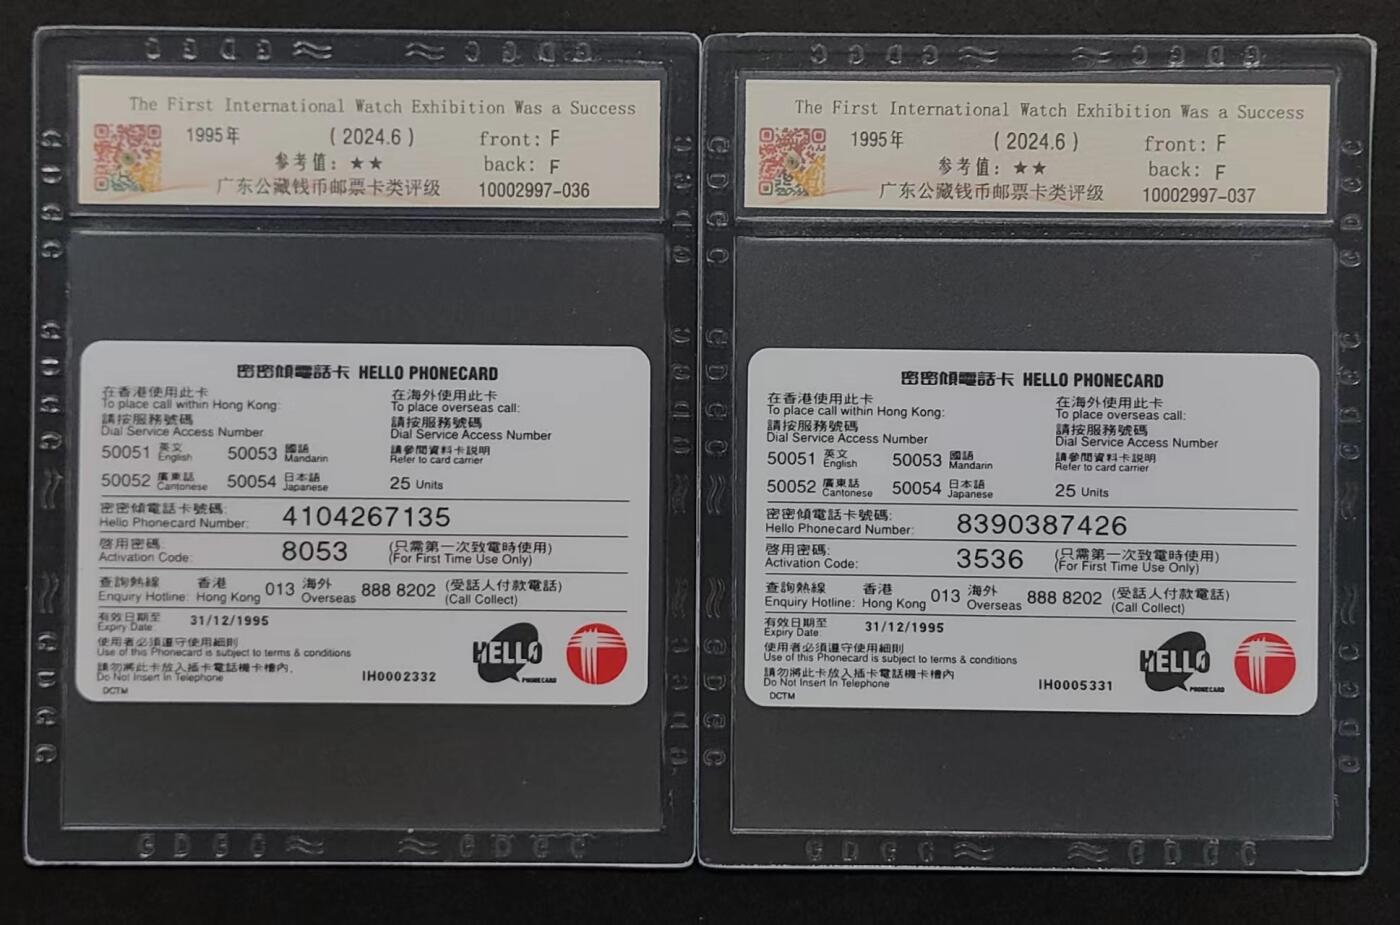 The First International Watch Exhibition Was a Success
1995年 (2024.6) front: F
参考值: ★★ back: F
广东公藏钱币邮票卡类评级 10002997-036
密密傾電話卡 HELLO PHONECARD
在香港使用此卡
To place call within Hong Kong:
請按服務號碼
Dial Service Access Number
50051 英文 English 50053 國語 Mandarin
50052 廣東話 Cantonese 50054 日本語 Japanese
在海外使用此卡
To place overseas call:
請按服務號碼
Dial Service Access Number
請參閱資料卡説明
Refer to card carrier
25 Units
密密傾電話卡號碼:
Hello Phonecard Number: 4104267135
啓用密碼:
Activation Code: 8053 (只需第一次致電時使用)
(For First Time Use Only)
查詢熱線 香港 013 海外 888 8202 (受話人付款電話)
Enquiry Hotline: Hong Kong Overseas (Call Collect)
有效日期至
Expiry Date: 31/12/1995
使用者必須遵守使用細則
Use of this Phonecard is subject to terms & conditions
請勿將此卡放入插卡電話機卡槽內.
Do Not Insert In Telephone
DCTM
IH0002332
HELLO
PHONECARD
The First International Watch Exhibition Was a Success
1995年 (2024.6) front: F
参考值: ★★ back: F
广东公藏钱币邮票卡类评级 10002997-037
密密傾電話卡 HELLO PHONECARD
在香港使用此卡
To place call within Hong Kong:
請按服務號碼
Dial Service Access Number
50051 英文 English 50053 國語 Mandarin
50052 廣東話 Cantonese 50054 日本語 Japanese
在海外使用此卡
To place overseas call:
請按服務號碼
Dial Service Access Number
請參閱資料卡説明
Refer to card carrier
25 Units
密密傾電話卡號碼:
Hello Phonecard Number: 8390387426
啓用密碼:
Activation Code: 3536 (只需第一次致電時使用)
(For First Time Use Only)
查詢熱線 香港 013 海外 888 8202 (受話人付款電話)
Enquiry Hotline: Hong Kong Overseas (Call Collect)
有效日期至
Expiry Date: 31/12/1995
使用者必須遵守使用細則
Use of this Phonecard is subject to terms & conditions
請勿將此卡放入插卡電話機卡槽內
Do Not Insert In Telephone
DCTM
IH0005331
HELLO
PHONECARD